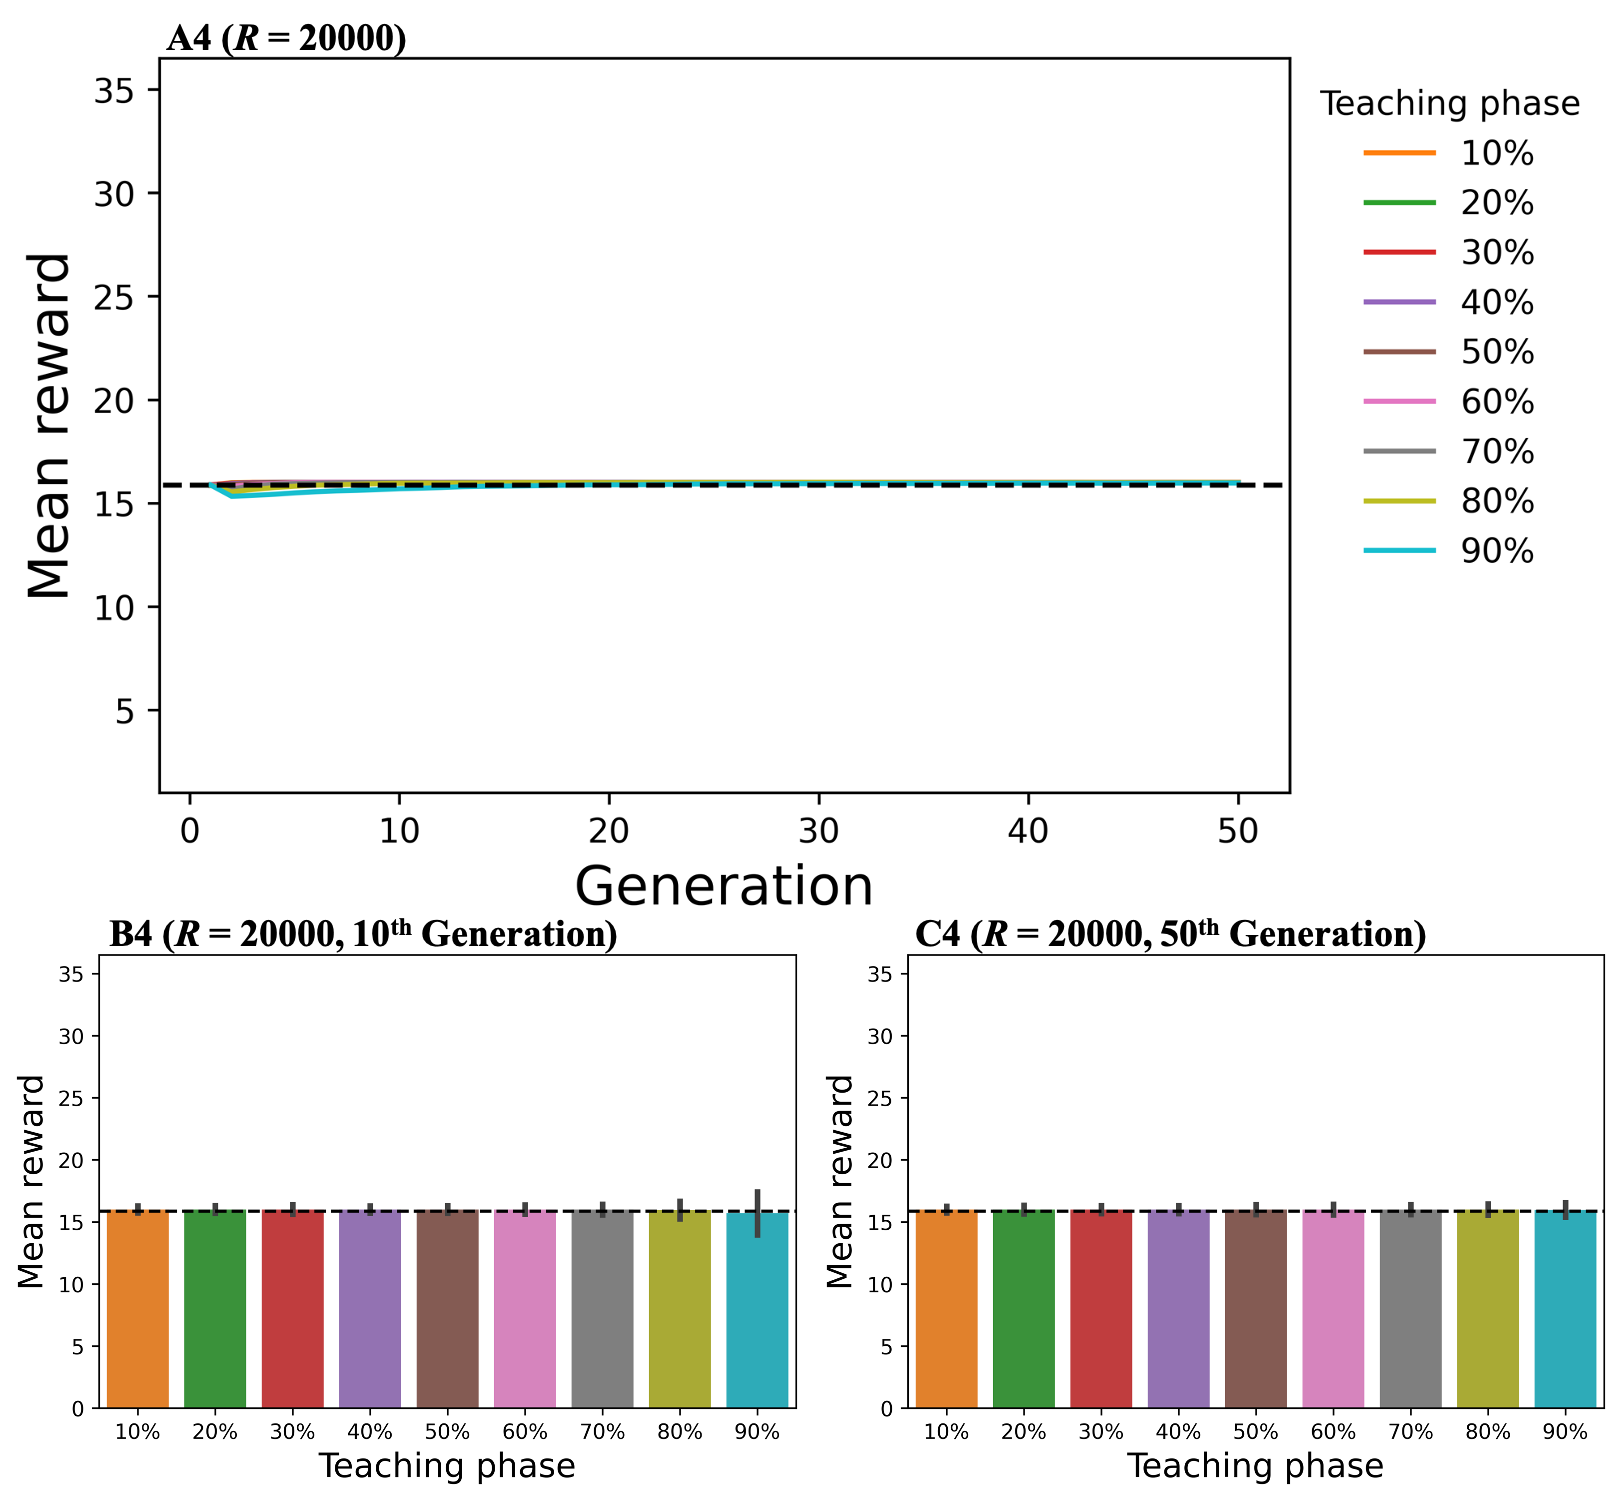 A4 (R = 20000)
35
30
25
20
15
10
5
Mean reward
0 10 20 30 40 50
Generation
Teaching phase
10%
20%
30%
40%
50%
60%
70%
80%
90%
B4 (R = 20000, 10th Generation)
35
30
25
20
15
10
5
0
Mean reward
10% 20% 30% 40% 50% 60% 70% 80% 90%
Teaching phase
C4 (R = 20000, 50th Generation)
35
30
25
20
15
10
5
0
Mean reward
10% 20% 30% 40% 50% 60% 70% 80% 90%
Teaching phase